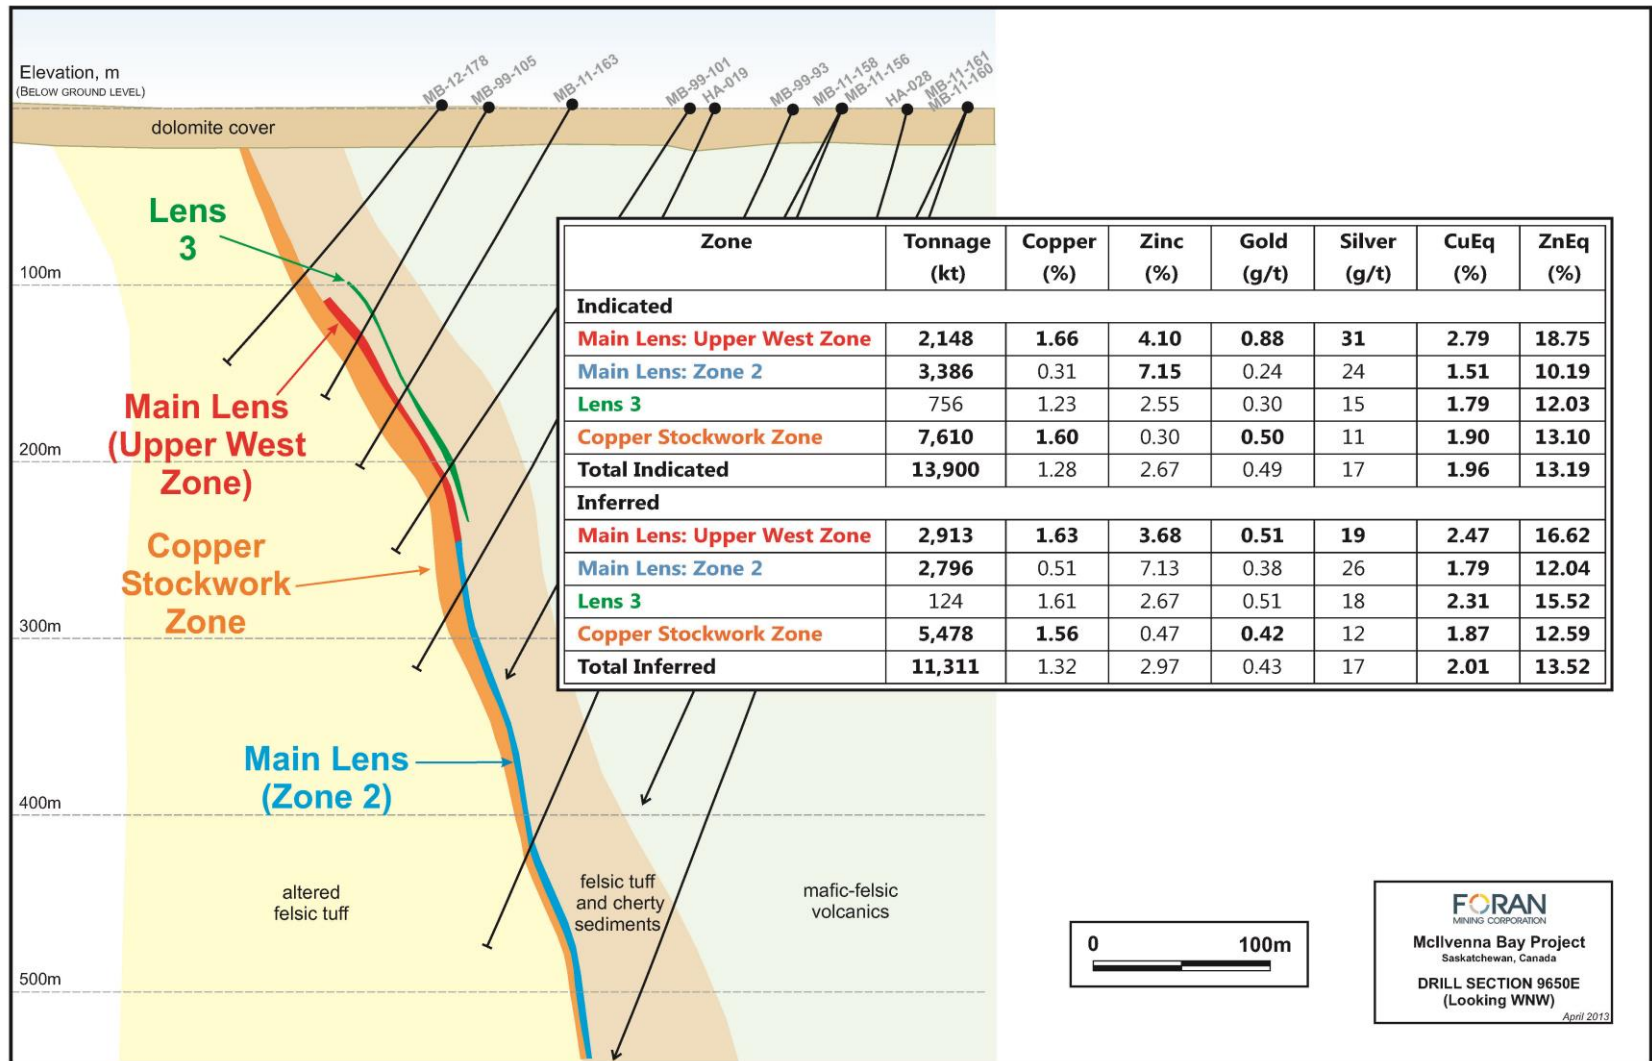 Elevation, m
(BELOW GROUND LEVEL)
MB-12-178
MB-99-105
MB-11-163
MB-99-101
HA-019
MB-99-93
MB-11-158
MB-11-156
HA-028
MB-11-161
MB-11-160
dolomite cover
Lens
3
100m
Main Lens
(Upper West
Zone)
200m
Copper
Stockwork
Zone
300m
Main Lens
(Zone 2)
400m
altered
felsic tuff
felsic tuff
and cherty
sediments
mafic-felsic
volcanics
500m
Zone Tonnage Copper Zinc Gold Silver CuEq ZnEq
(kt) (%) (%) (g/t) (g/t) (%) (%)
Indicated
Main Lens: Upper West Zone 2,148 1.66 4.10 0.88 31 2.79 18.75
Main Lens: Zone 2 3,386 0.31 7.15 0.24 24 1.51 10.19
Lens 3 756 1.23 2.55 0.30 15 1.79 12.03
Copper Stockwork Zone 7,610 1.60 0.30 0.50 11 1.90 13.10
Total Indicated 13,900 1.28 2.67 0.49 17 1.96 13.19
Inferred
Main Lens: Upper West Zone 2,913 1.63 3.68 0.51 19 2.47 16.62
Main Lens: Zone 2 2,796 0.51 7.13 0.38 26 1.79 12.04
Lens 3 124 1.61 2.67 0.51 18 2.31 15.52
Copper Stockwork Zone 5,478 1.56 0.47 0.42 12 1.87 12.59
Total Inferred 11,311 1.32 2.97 0.43 17 2.01 13.52
0 100m
FORAN
MINING CORPORATION
McIlvenna Bay Project
Saskatchewan, Canada
DRILL SECTION 9650E
(Looking WNW)
April 2013